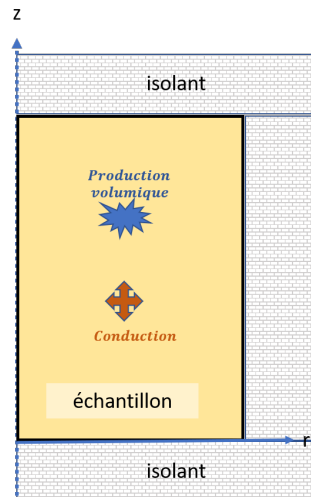 z
isolant
Production
volumique
Conduction
échantillon
r
isolant